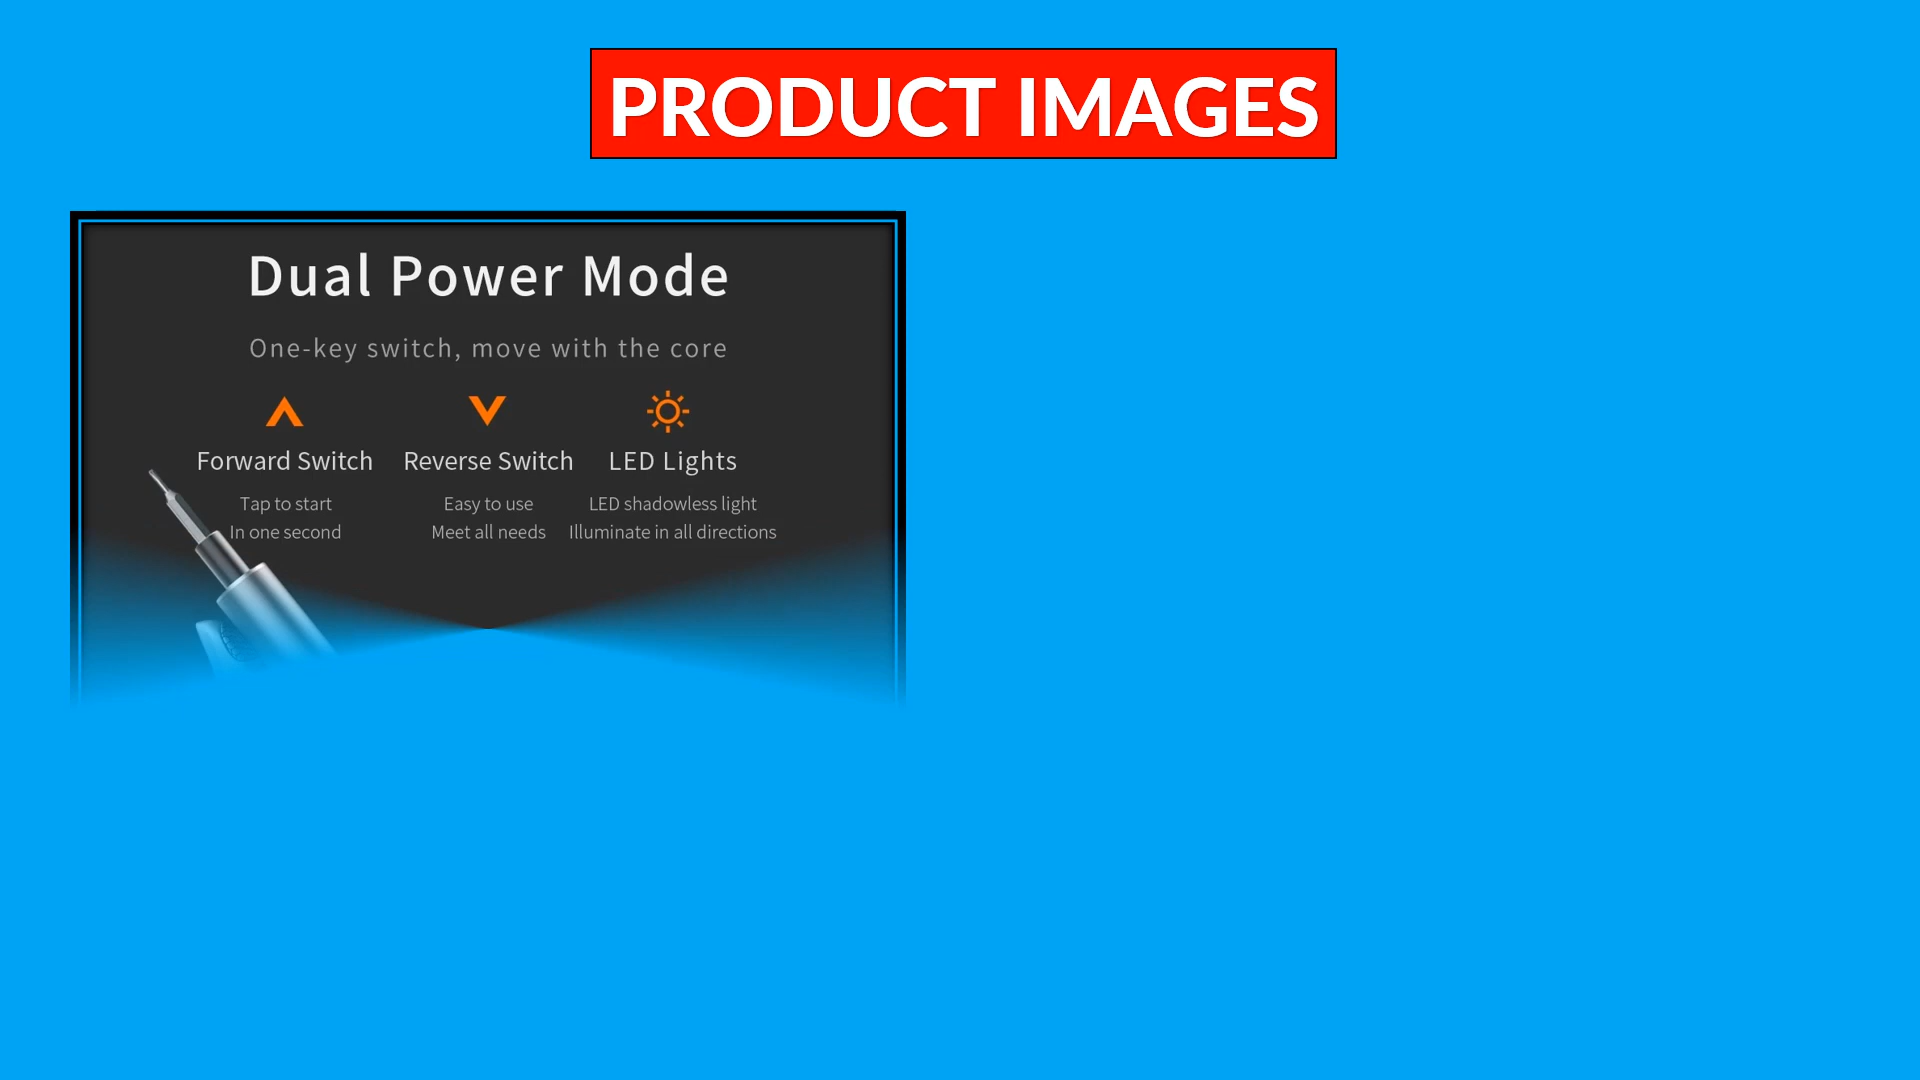 PRODUCT IMAGES
Dual Power Mode
One-key switch, move with the core
Forward Switch Reverse Switch LED Lights
Tap to start Easy to use LED shadowless light
In one second Meet all needs Illuminate in all directions